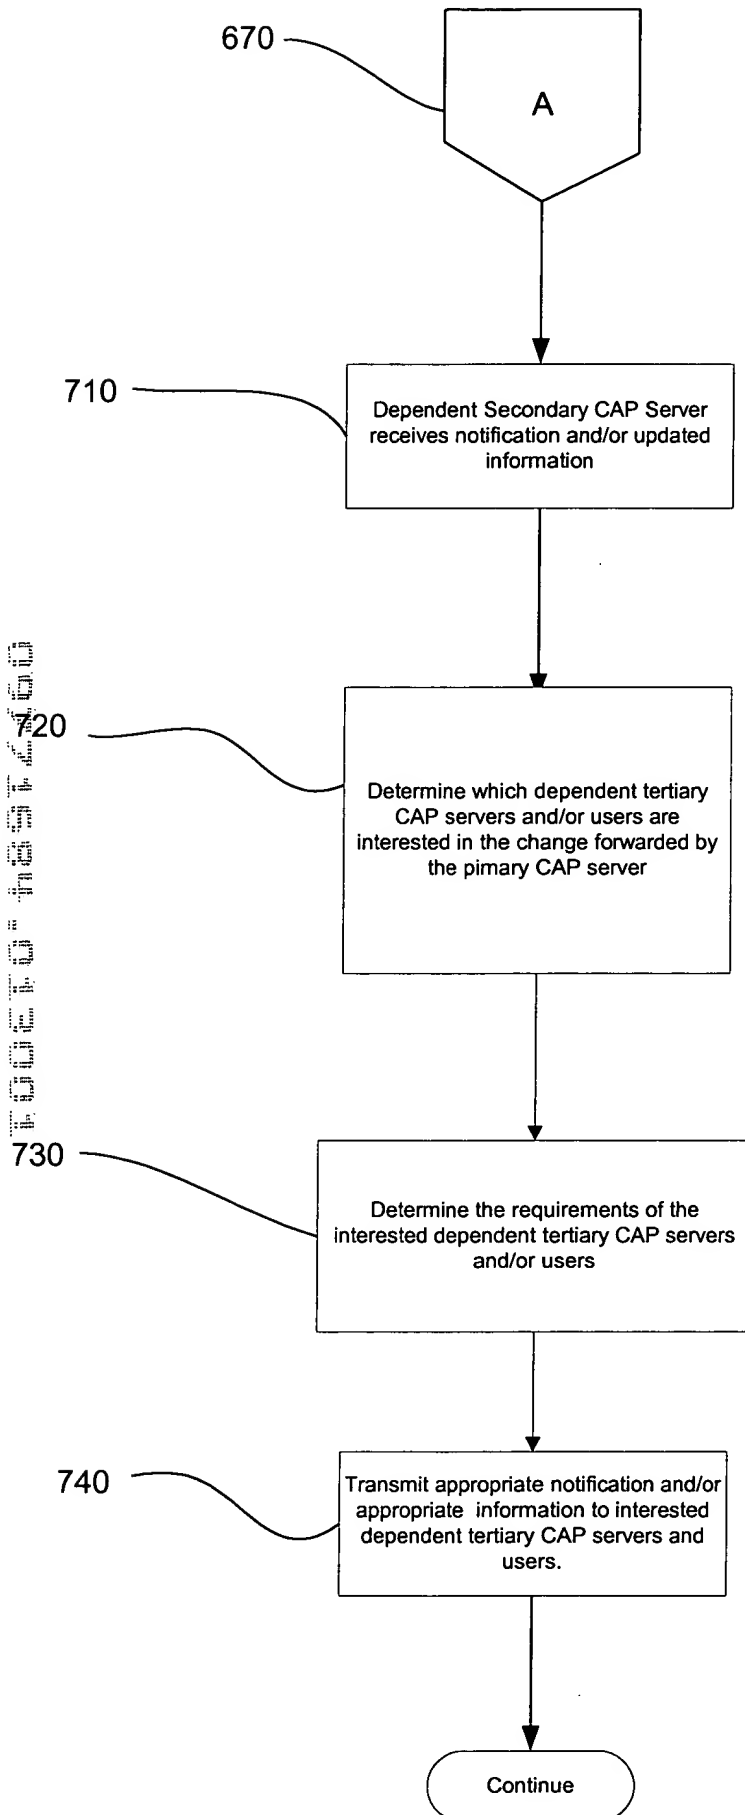 670
A
710
Dependent Secondary CAP Server
receives notification and/or updated
information
720
Determine which dependent tertiary
CAP servers and/or users are
interested in the change forwarded by
the pimary CAP server
730
Determine the requirements of the
interested dependent tertiary CAP servers
and/or users
740
Transmit appropriate notification and/or
appropriate information to interested
dependent tertiary CAP servers and
users.
Continue